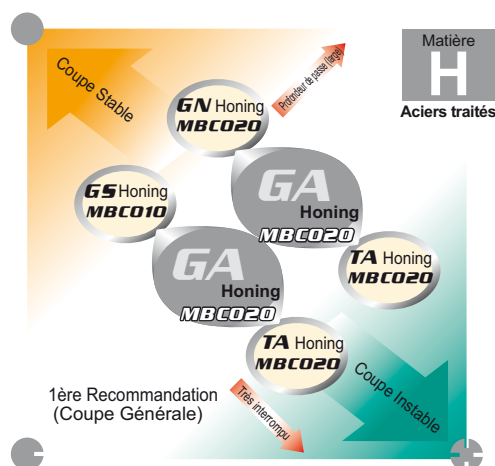 Matière
H
Aciers traités
Coupe Stable
Profondeur de passe (large)
GN Honing
MBC020
GS Honing
MBC010
GA
Honing
MBC020
GA
Honing
MBC020
TA Honing
MBC020
TA Honing
MBC020
Coupe Instable
1ère Recommandation
(Coupe Générale)
Très interrompu